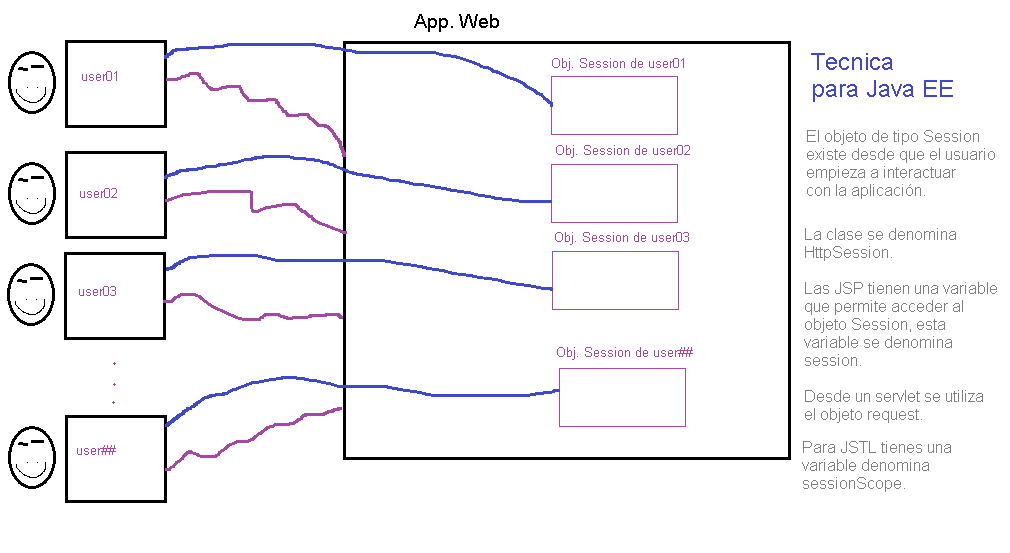 App. Web
user01
user02
user03
user##
Obj. Session de user01
Obj. Session de user02
Obj. Session de user03
Obj. Session de user##
Tecnica
para Java EE
El objeto de tipo Session
existe desde que el usuario
empieza a interactuar
con la aplicación.
La clase se denomina
HttpSession.
Las JSP tienen una variable
que permite acceder al
objeto Session, esta
variable se denomina
session.
Desde un servlet se utiliza
el objeto request.
Para JSTL tienes una
variable denomina
sessionScope.